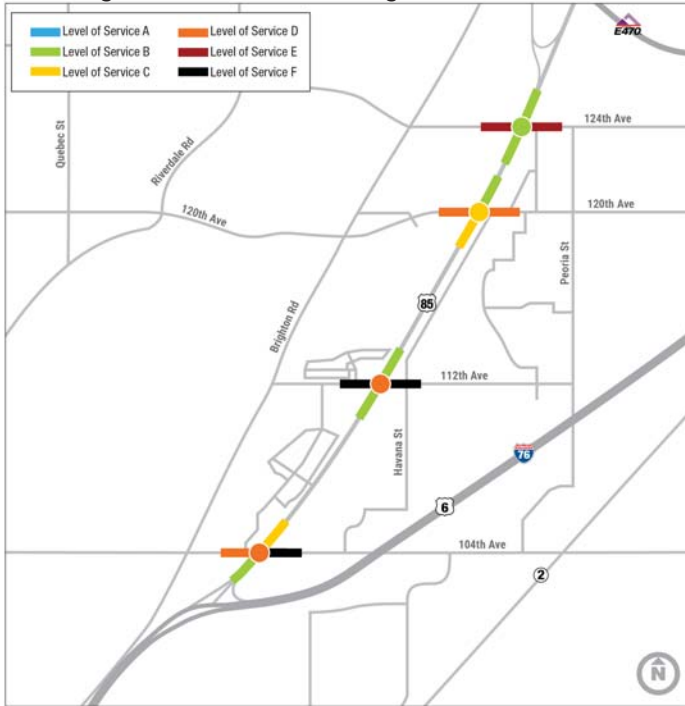 Level of Service A
Level of Service B
Level of Service C
Level of Service D
Level of Service E
Level of Service F
E470
124th Ave
Quebec St
Riverdale Rd
120th Ave
120th Ave
Peoria St
85
Brighton Rd
112th Ave
Havana St
76
6
104th Ave
2
N